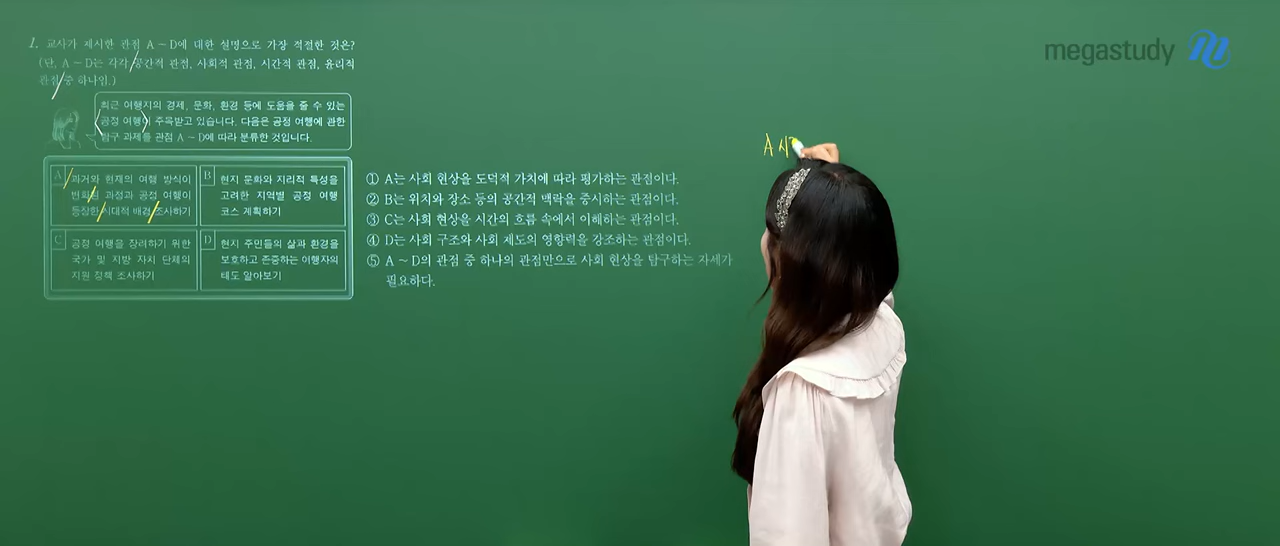 megastudy
1. 교사가 제시한 관점 A ~ D에 대한 설명으로 가장 적절한 것은?
(단, A ~ D는 각각 공간적 관점, 사회적 관점, 시간적 관점, 윤리적
관점 중 하나임.)
최근 여행지의 경제, 문화, 환경 등에 도움을 줄 수 있는
공정 여행이 주목받고 있습니다. 다음은 공정 여행에 관한
탐구 과제를 관점 A ~ D에 따라 분류한 것입니다.
A
과거와 현재의 여행 방식이
변화된 과정과 공정 여행이
등장한 시대적 배경 조사하기
B
현지 문화와 지리적 특성을
고려한 지역별 공정 여행
코스 계획하기
C
공정 여행을 장려하기 위한
국가 및 지방 자치 단체의
지원 정책 조사하기
D
현지 주민들의 삶과 환경을
보호하고 존중하는 여행자의
태도 알아보기
① A는 사회 현상을 도덕적 가치에 따라 평가하는 관점이다.
② B는 위치와 장소 등의 공간적 맥락을 중시하는 관점이다.
③ C는 사회 현상을 시간의 흐름 속에서 이해하는 관점이다.
④ D는 사회 구조와 사회 제도의 영향력을 강조하는 관점이다.
⑤ A ~ D의 관점 중 하나의 관점만으로 사회 현상을 탐구하는 자세가
필요하다.
A 시